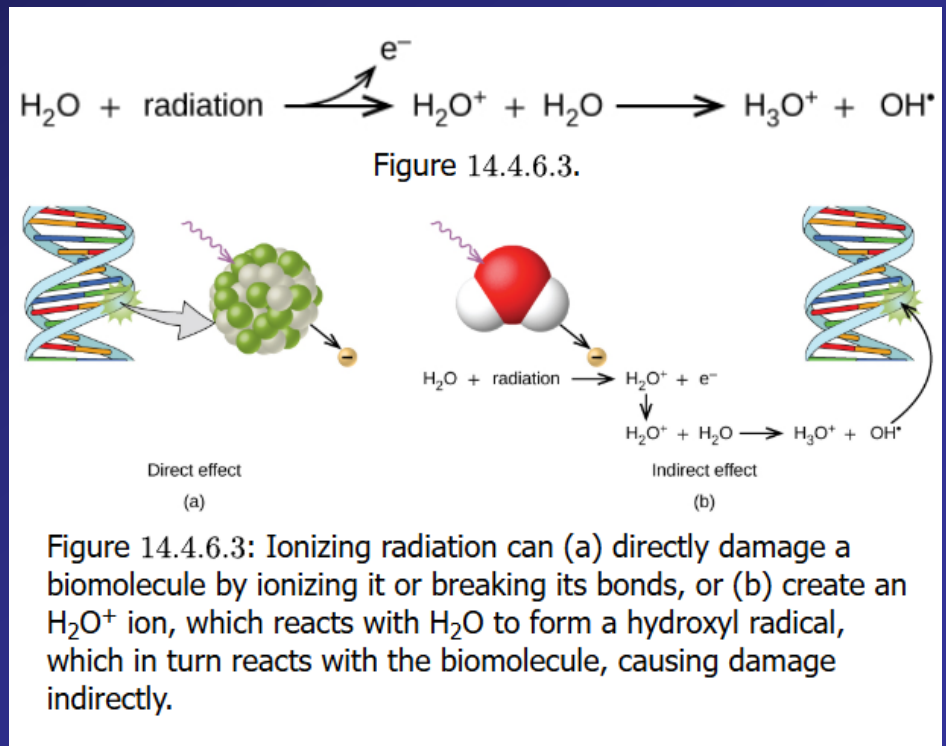 e⁻
H₂O + radiation ⟶ H₂O⁺ + H₂O ⟶ H₃O⁺ + OH•
Figure 14.4.6.3.
H₂O + radiation ⟶ H₂O⁺ + e⁻
H₂O⁺ + H₂O ⟶ H₃O⁺ + OH•
Direct effect
(a)
Indirect effect
(b)
Figure 14.4.6.3: Ionizing radiation can (a) directly damage a
biomolecule by ionizing it or breaking its bonds, or (b) create an
H₂O⁺ ion, which reacts with H₂O to form a hydroxyl radical,
which in turn reacts with the biomolecule, causing damage
indirectly.